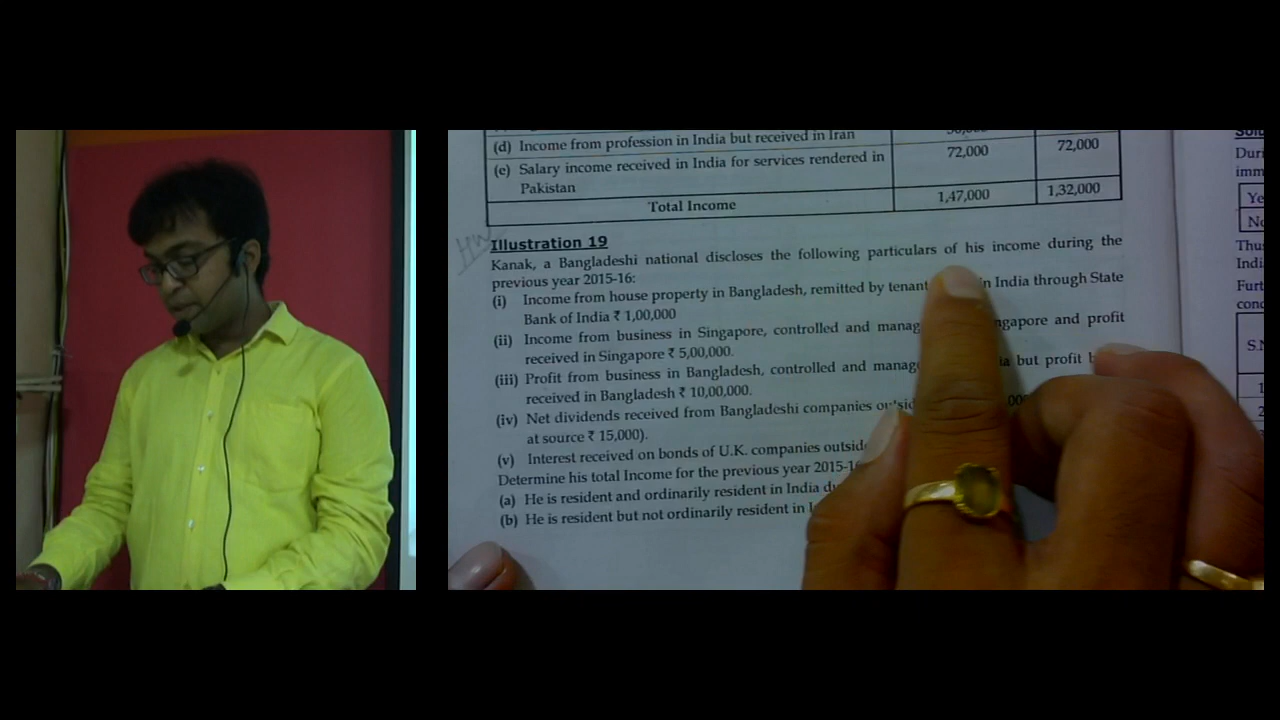 (d) Income from profession in India but received in Iran
(e) Salary income received in India for services rendered in 72,000 72,000
Pakistan
Total Income 1,47,000 1,32,000
HW
Illustration 19
Kanak, a Bangladeshi national discloses the following particulars of his income during the
previous year 2015-16:
(i) Income from house property in Bangladesh, remitted by tenant in India through State
Bank of India ₹ 1,00,000
(ii) Income from business in Singapore, controlled and and profit
received in Singapore ₹ 5,00,000.
(iii) Profit from business in Bangladesh, controlled and but profit
received in Bangladesh ₹ 10,00,000.
(iv) Net dividends received from Bangladeshi companies
at source ₹ 15,000).
(v) Interest received on bonds of U.K. companies
Determine his total Income for the previous year
(a) He is resident and ordinarily resident in India
(b) He is resident but not ordinarily resident in